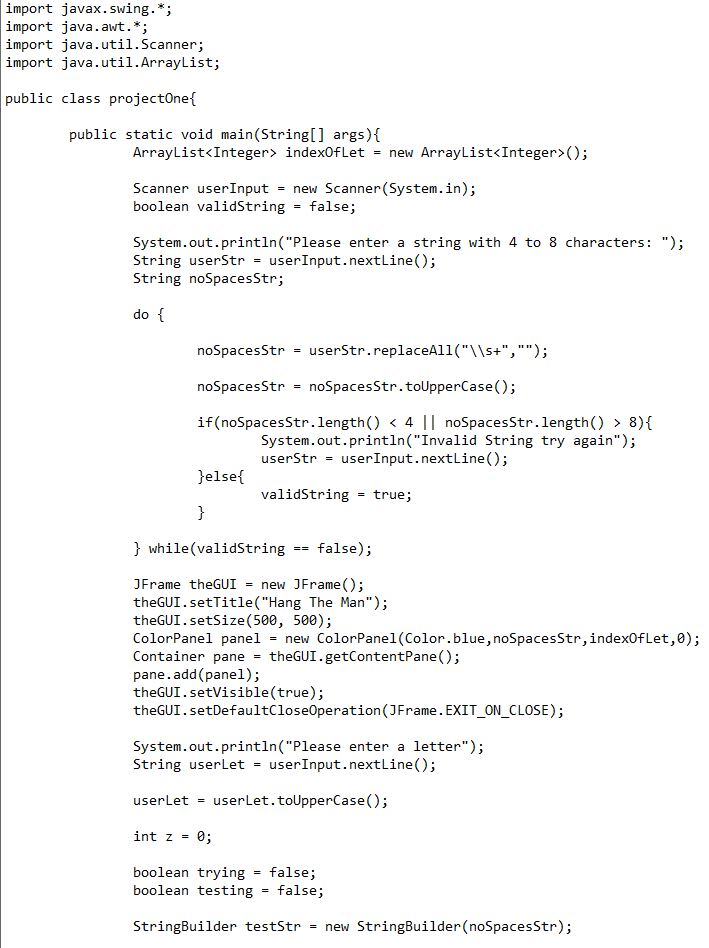 import javax.swing.*;
import java.awt.*;
import java.util.Scanner;
import java.util.ArrayList;
public class projectOne{
public static void main(String[] args){
ArrayList<Integer> indexOfLet = new ArrayList<Integer>();
Scanner userInput = new Scanner(System.in);
boolean validString = false;
System.out.println("Please enter a string with 4 to 8 characters: ");
String userStr = userInput.nextLine();
String noSpacesStr;
do {
noSpacesStr = userStr.replaceAll("\\s+","");
noSpacesStr = noSpacesStr.toUpperCase();
if(noSpacesStr.length() < 4 || noSpacesStr.length() > 8){
System.out.println("Invalid String try again");
userStr = userInput.nextLine();
}else{
validString = true;
}
} while(validString == false);
JFrame theGUI = new JFrame();
theGUI.setTitle("Hang The Man");
theGUI.setSize(500, 500);
ColorPanel panel = new ColorPanel(Color.blue,noSpacesStr,indexOfLet,0);
Container pane = theGUI.getContentPane();
pane.add(panel);
theGUI.setVisible(true);
theGUI.setDefaultCloseOperation(JFrame.EXIT_ON_CLOSE);
System.out.println("Please enter a letter");
String userLet = userInput.nextLine();
userLet = userLet.toUpperCase();
int z = 0;
boolean trying = false;
boolean testing = false;
StringBuilder testStr = new StringBuilder(noSpacesStr);